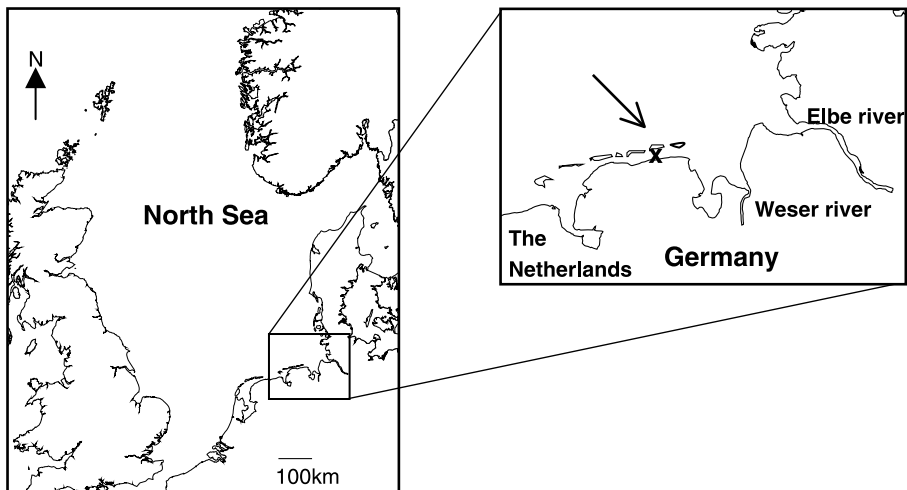 N
North Sea
100km
Elbe river
Weser river
The
Netherlands
Germany
X